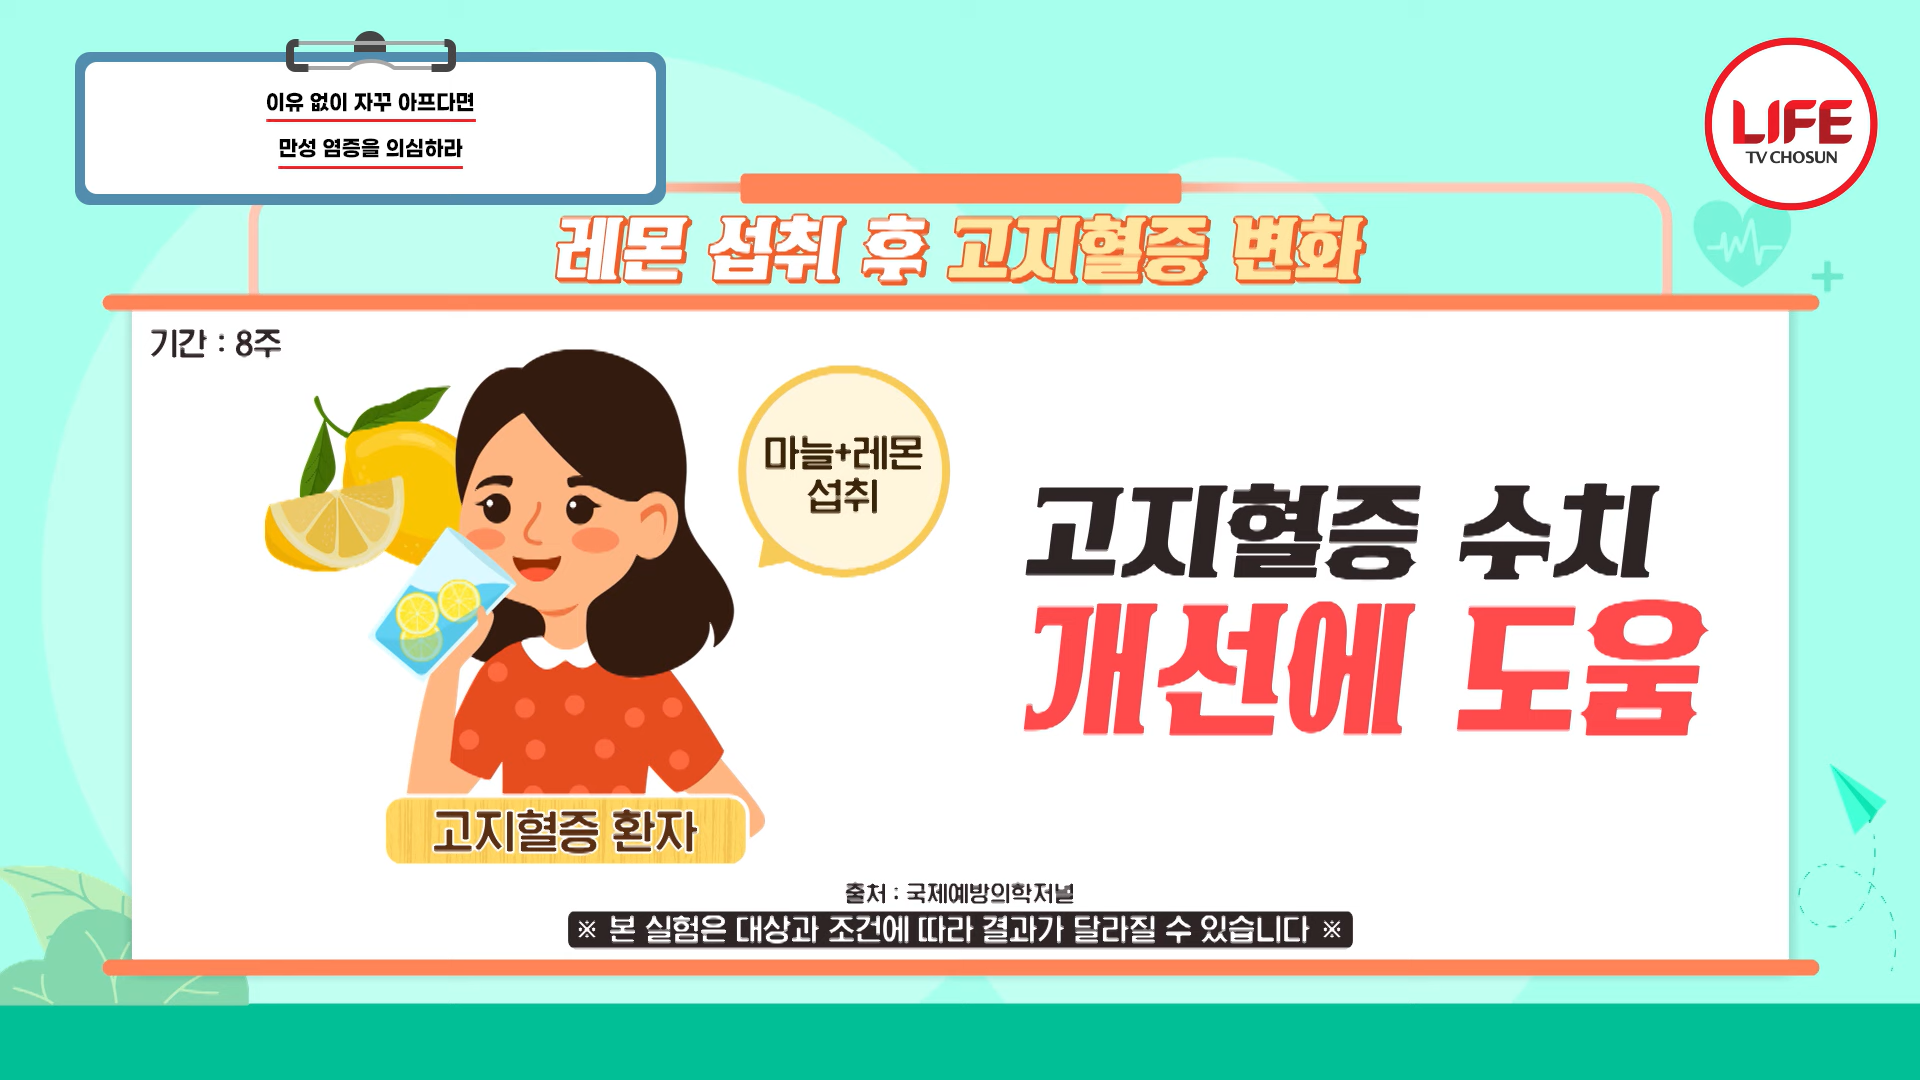 이유 없이 자꾸 아프다면
만성 염증을 의심하라
LIFE
TV CHOSUN
레몬 섭취 후 고지혈증 변화
기간 : 8주
마늘+레몬
섭취
고지혈증 수치
개선에 도움
고지혈증 환자
출처 : 국제예방의학저널
※ 본 실험은 대상과 조건에 따라 결과가 달라질 수 있습니다 ※